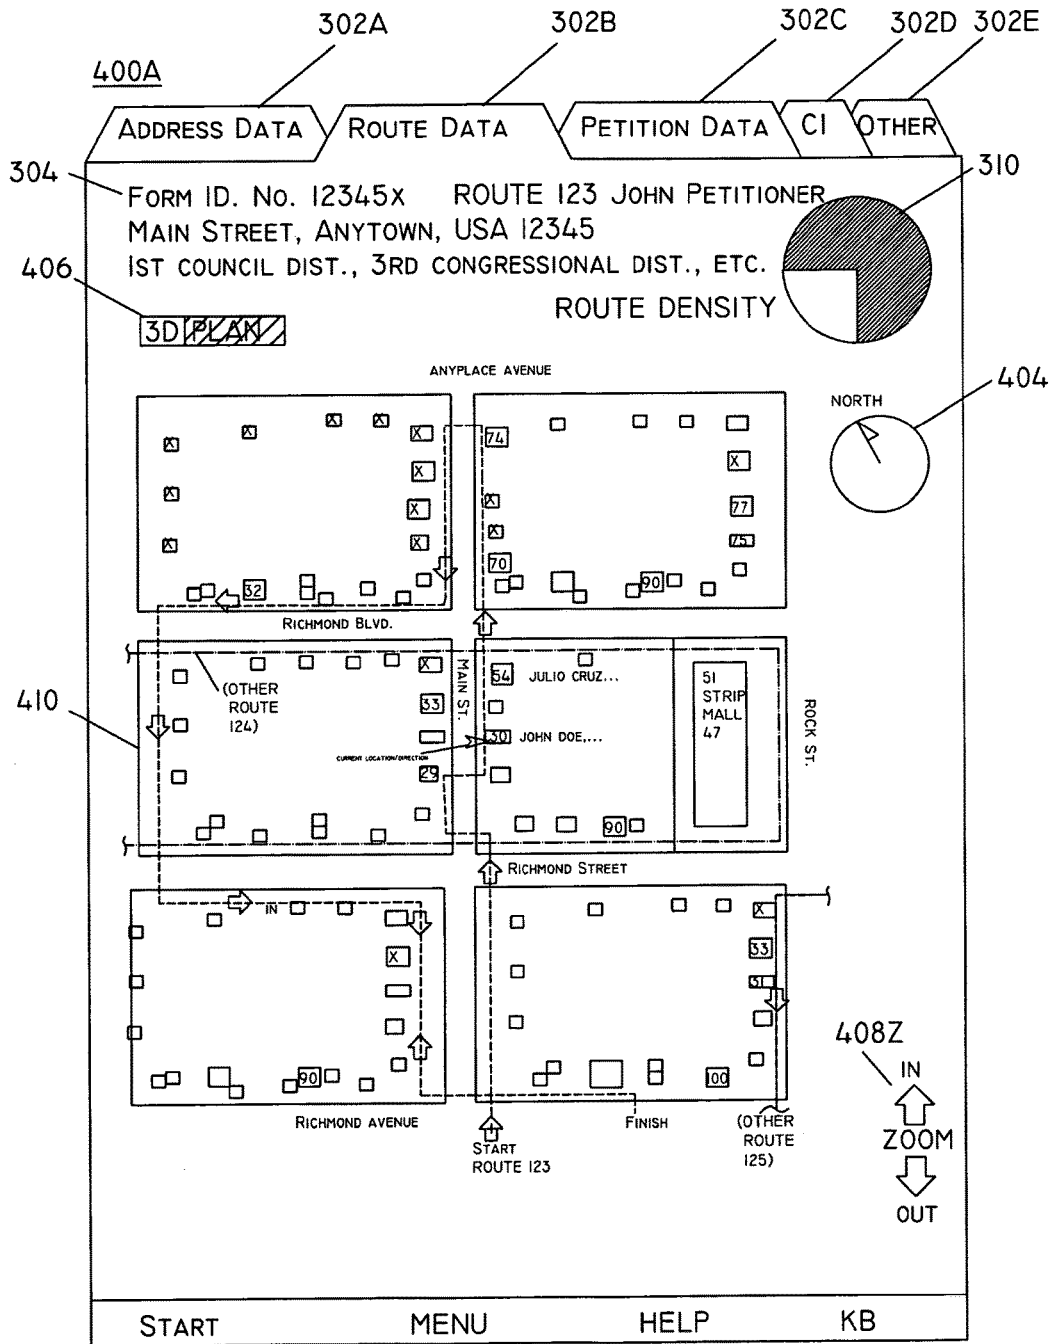 302A 302B 302C 302D 302E
400A
ADDRESS DATA ROUTE DATA PETITION DATA CI OTHER
304 310
FORM ID. NO. 12345X ROUTE 123 JOHN PETITIONER
MAIN STREET, ANYTOWN, USA 12345
1ST COUNCIL DIST., 3RD CONGRESSIONAL DIST., ETC.
406
ROUTE DENSITY
3D PLAN
ANYPLACE AVENUE
404
NORTH
X X X X 74
X X X
X X 77
X X X 75
70
32 90
RICHMOND BLVD.
X 54 JULIO CRUZ...
(OTHER
ROUTE
124)
MAIN ST.
51
STRIP
MALL
47
ROCK ST.
410
33
30 JOHN DOE,...
CURRENT LOCATION/DIRECTION
29
90
RICHMOND STREET
IN X
X 33
31
408Z
IN
ZOOM
OUT
90 100
RICHMOND AVENUE FINISH
START
ROUTE 123
(OTHER
ROUTE
125)
START MENU HELP KB